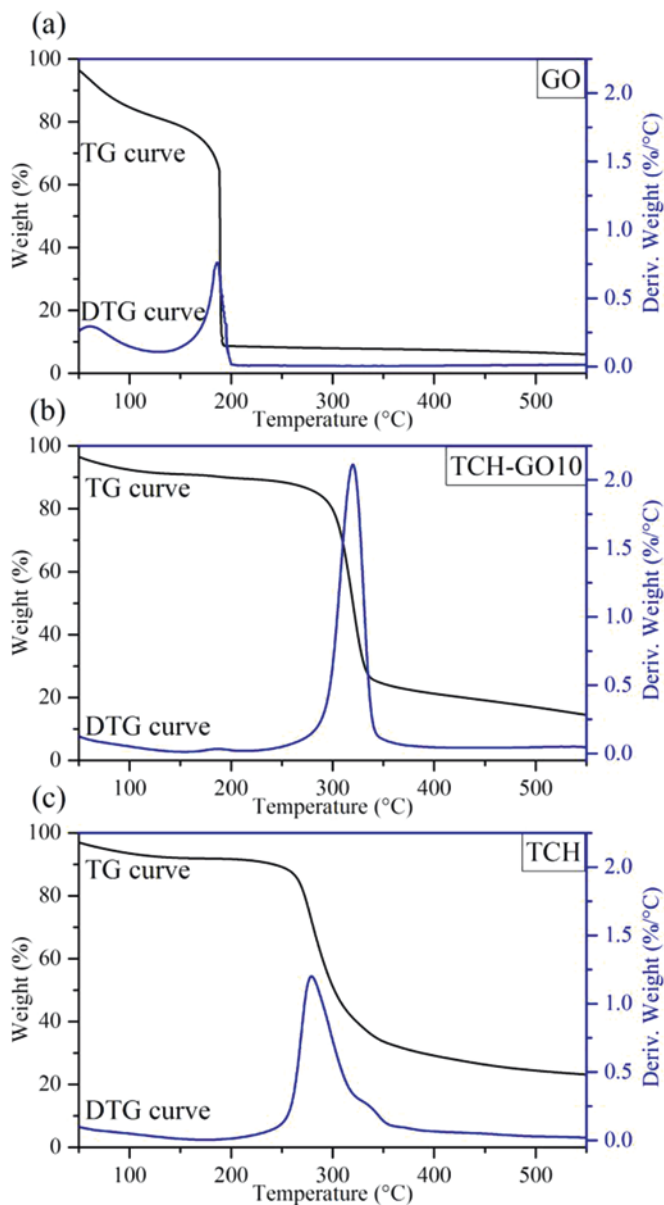 (a)
GO
TG curve
DTG curve
Weight (%)
100
80
60
40
20
0
Deriv. Weight (%/°C)
2.0
1.5
1.0
0.5
0.0
100 200 300 400 500
Temperature (°C)
(b)
TCH-GO10
TG curve
DTG curve
Weight (%)
100
80
60
40
20
0
Deriv. Weight (%/°C)
2.0
1.5
1.0
0.5
0.0
100 200 300 400 500
Temperature (°C)
(c)
TCH
TG curve
DTG curve
Weight (%)
100
80
60
40
20
0
Deriv. Weight (%/°C)
2.0
1.5
1.0
0.5
0.0
100 200 300 400 500
Temperature (°C)